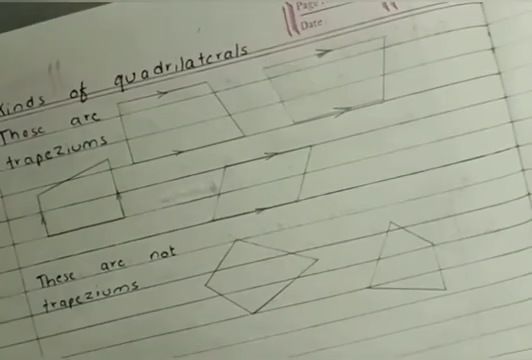 Page:
Date:
Kinds of quadrilaterals
These are
trapeziums
These are not
trapeziums